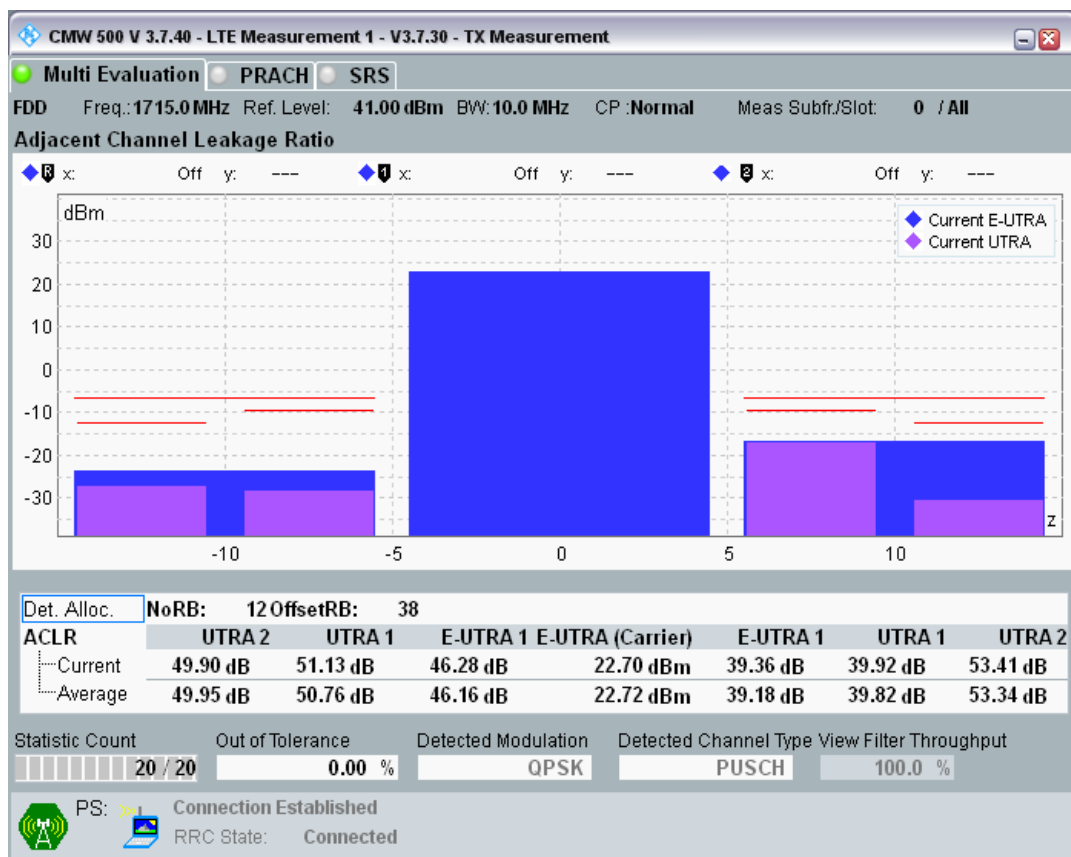 CMW 500 V 3.7.40 - LTE Measurement 1 - V3.7.30 - TX Measurement
Multi Evaluation PRACH SRS
FDD Freq.: 1715.0 MHz Ref. Level: 41.00 dBm BW: 10.0 MHz CP :Normal Meas Subfr./Slot: 0 / All
Adjacent Channel Leakage Ratio
R x: Off y: --- 1 x: Off y: --- 2 x: Off y: ---
dBm
Current E-UTRA
Current UTRA
30
20
10
0
-10
-20
-30
z
-10 -5 0 5 10
Det. Alloc. NoRB: 12 OffsetRB: 38
ACLR UTRA 2 UTRA 1 E-UTRA 1 E-UTRA (Carrier) E-UTRA 1 UTRA 1 UTRA 2
Current 49.90 dB 51.13 dB 46.28 dB 22.70 dBm 39.36 dB 39.92 dB 53.41 dB
Average 49.95 dB 50.76 dB 46.16 dB 22.72 dBm 39.18 dB 39.82 dB 53.34 dB
Statistic Count Out of Tolerance Detected Modulation Detected Channel Type View Filter Throughput
20 / 20 0.00 % QPSK PUSCH 100.0 %
PS: Connection Established
RRC State: Connected